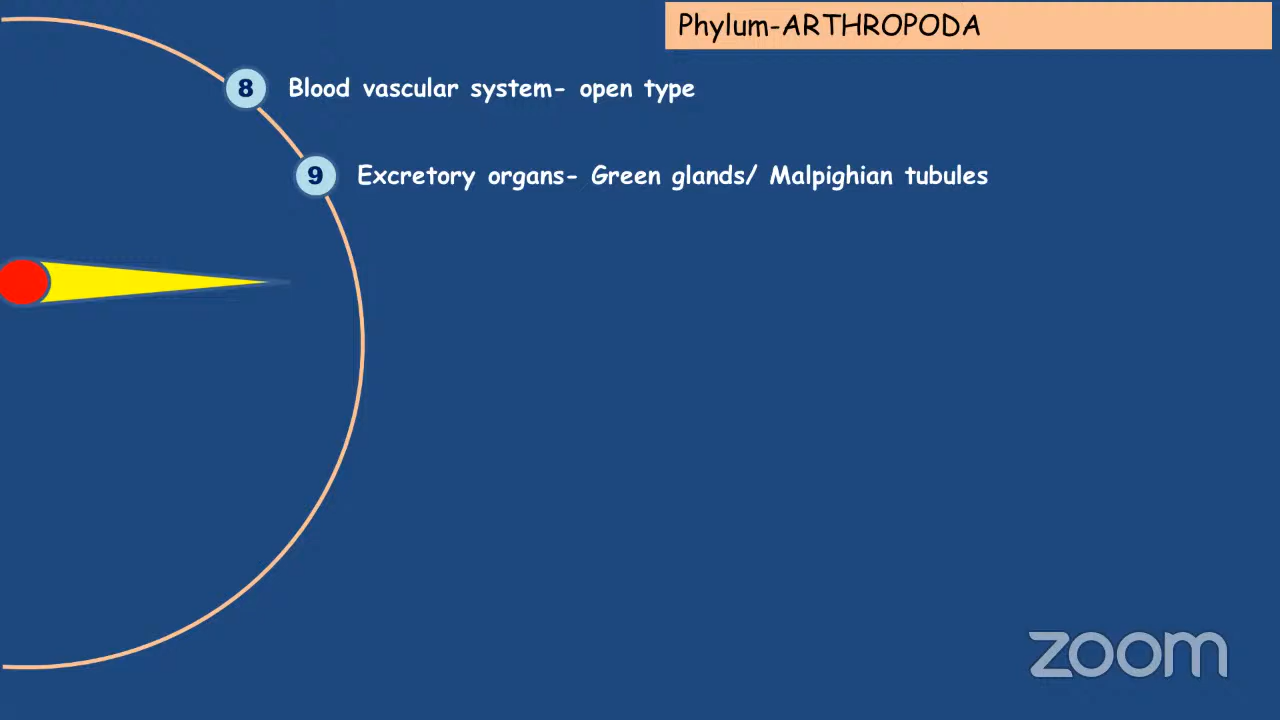 Phylum-ARTHROPODA
8 Blood vascular system- open type
9 Excretory organs- Green glands/ Malpighian tubules
zoom